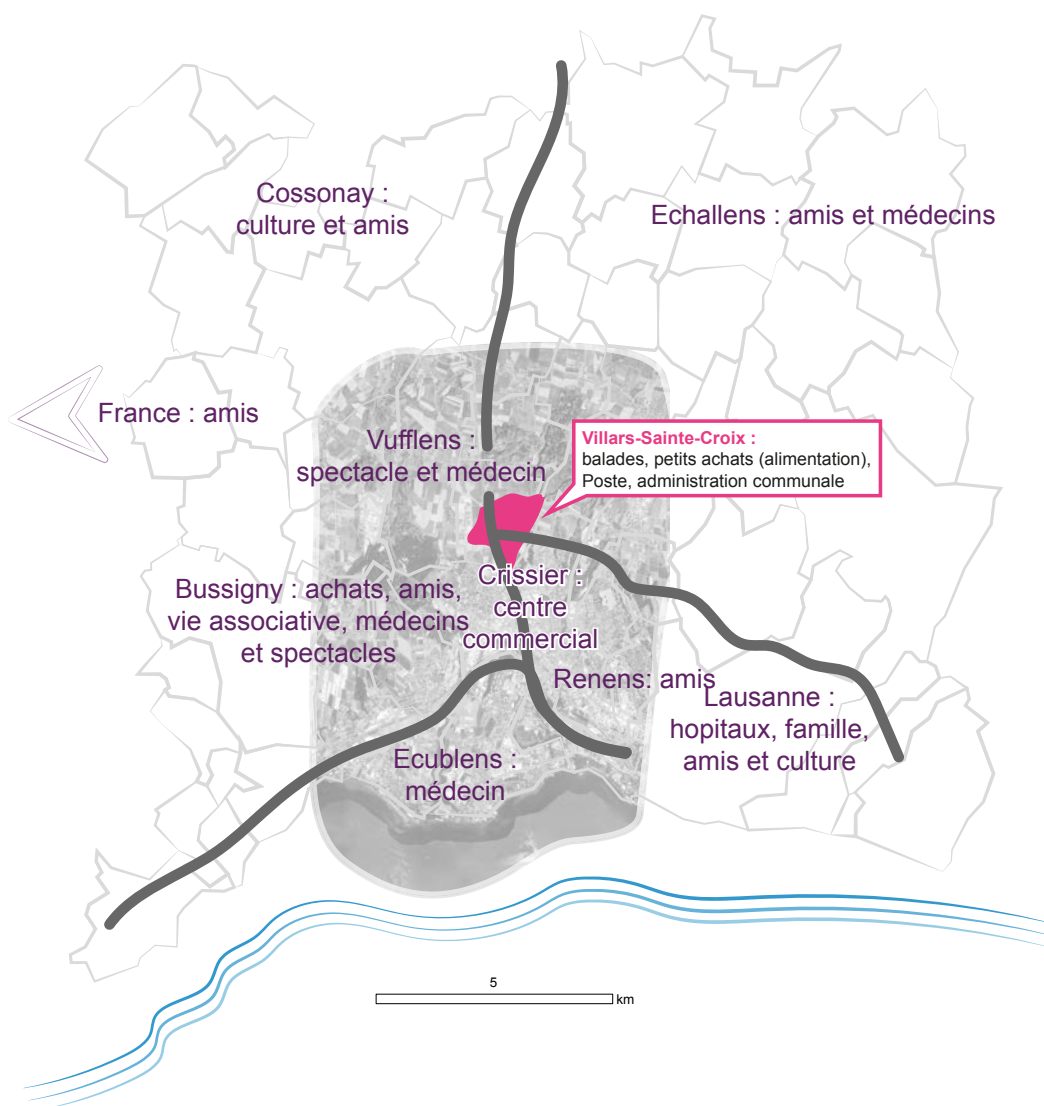 Cossonay :
culture et amis
Echallens : amis et médecins
France : amis
Vufflens :
spectacle et médecin
Villars-Sainte-Croix :
balades, petits achats (alimentation),
Poste, administration communale
Bussigny : achats, amis,
vie associative, médecins
et spectacles
Crissier :
centre
commercial
Renens: amis
Lausanne :
hopitaux, famille,
amis et culture
Ecublens :
médecin
5
km